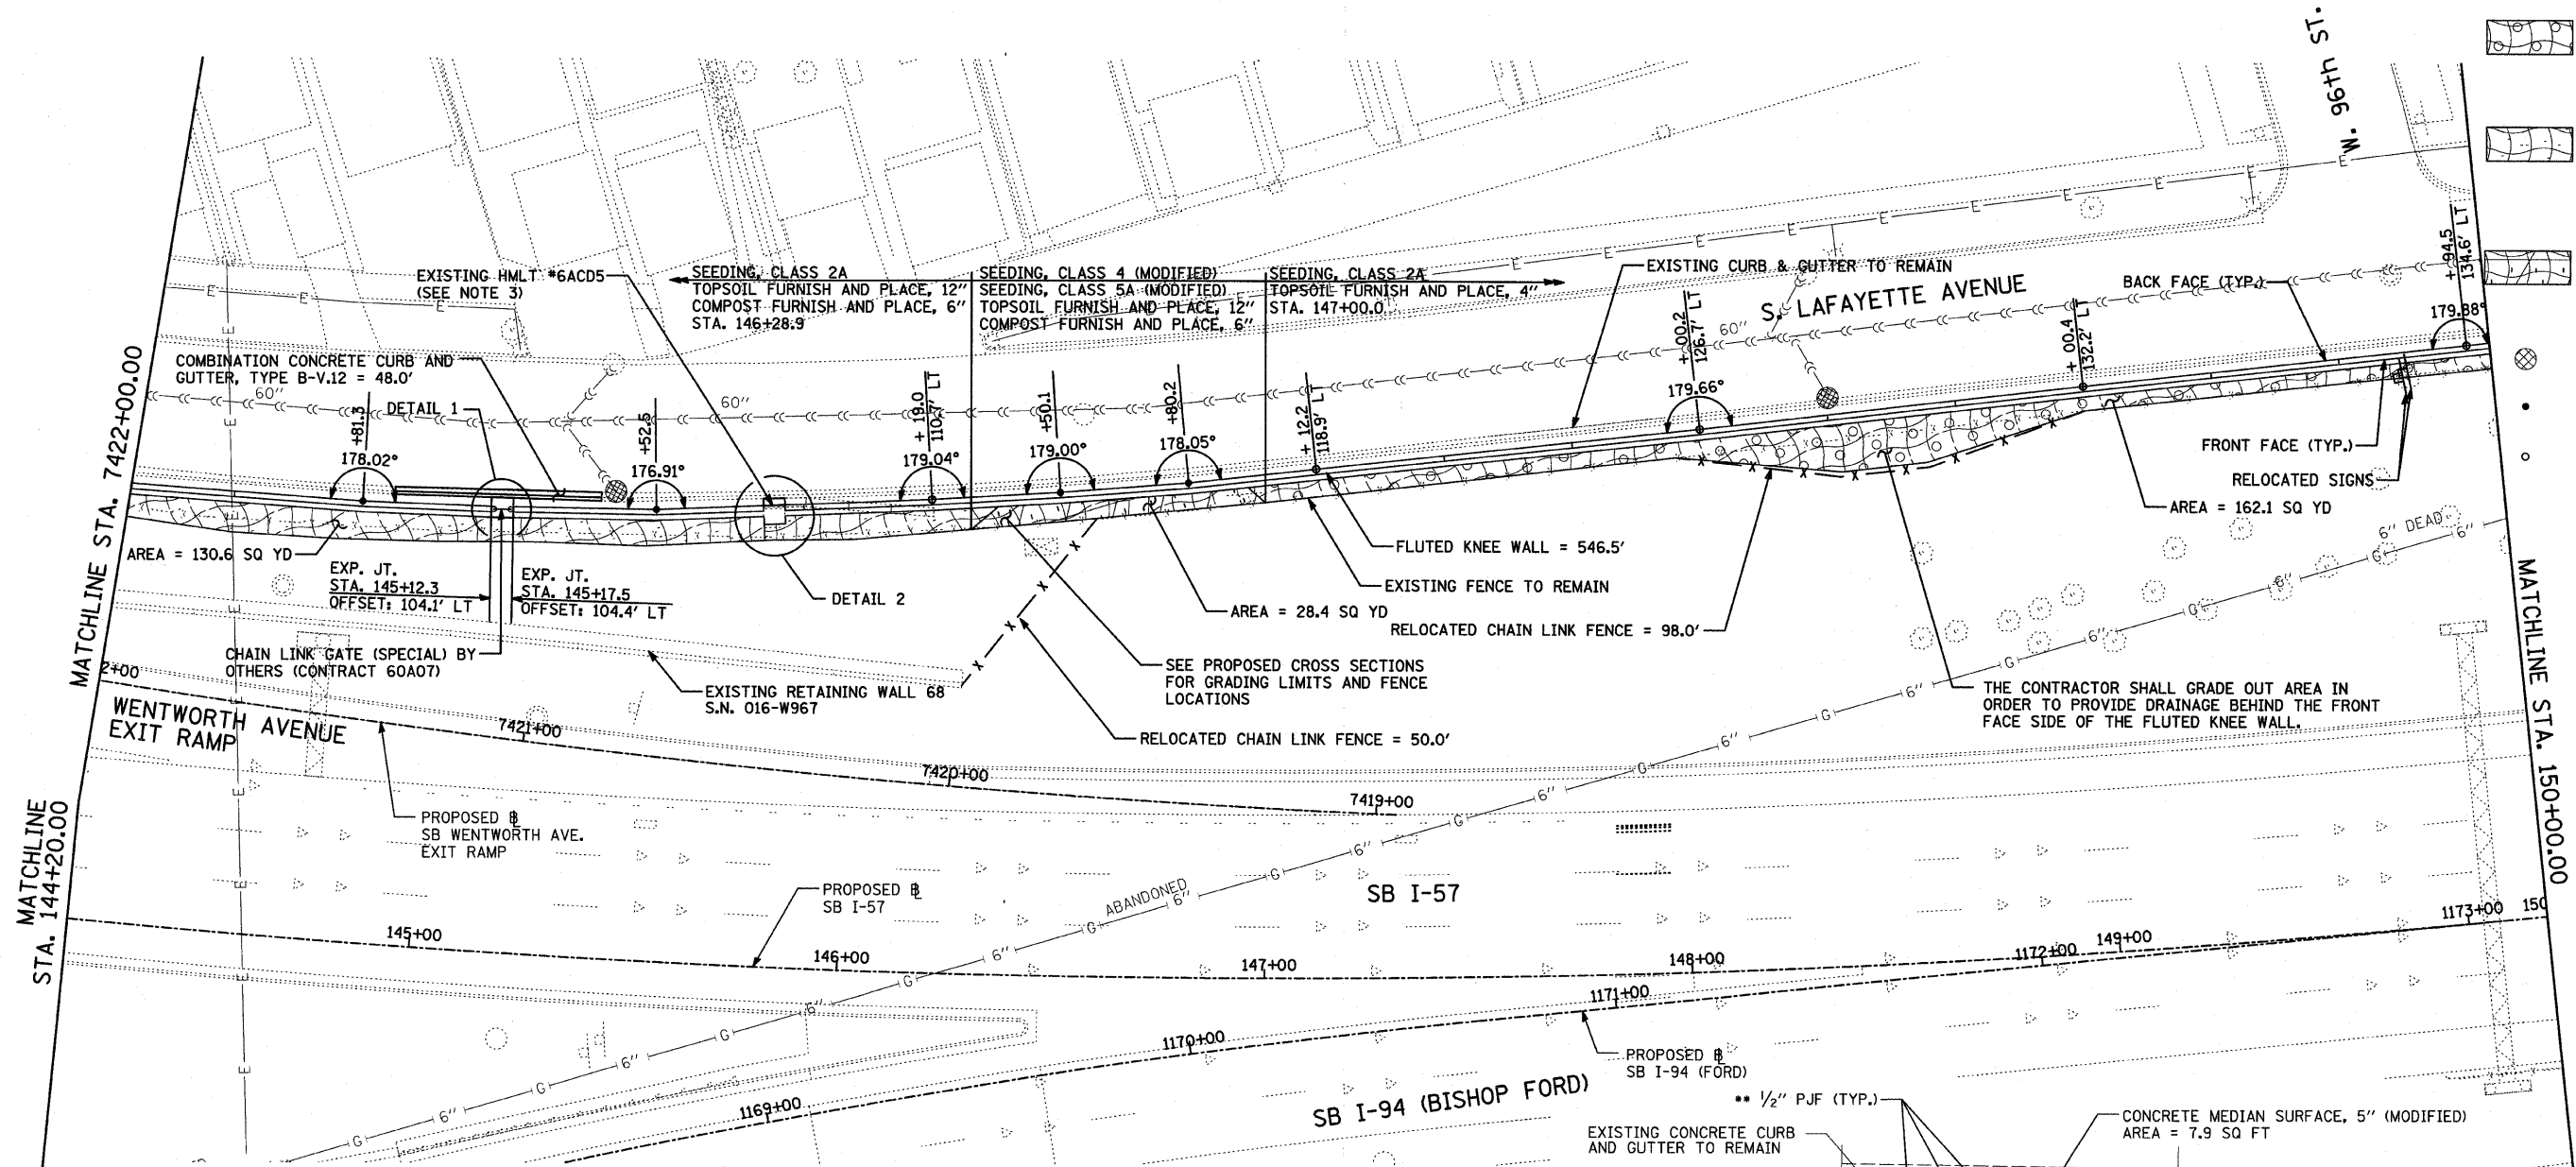 W. 96th ST.
EXISTING HMLT #6ACD5
(SEE NOTE 3)
SEEDING, CLASS 2A
TOPSOIL FURNISH AND PLACE, 12"
COMPOST FURNISH AND PLACE, 6"
STA. 146+28.9
SEEDING, CLASS 4 (MODIFIED)
SEEDING, CLASS 5A (MODIFIED)
TOPSOIL FURNISH AND PLACE, 12"
COMPOST FURNISH AND PLACE, 6"
SEEDING, CLASS 2A
TOPSOIL FURNISH AND PLACE, 4"
STA. 147+00.0
EXISTING CURB & GUTTER TO REMAIN
S. LAFAYETTE AVENUE
BACK FACE (TYP.)
+ 94.5
134.6' LT
179.88°
COMBINATION CONCRETE CURB AND
GUTTER, TYPE B-V.12 = 48.0'
60"
DETAIL 1
60"
60"
+81.3
178.02°
+52.5
176.91°
+ 19.0
110.7' LT
179.04°
+50.1
179.00°
+80.2
178.05°
+ 12.2
118.9' LT
+ 00.2
126.7' LT
179.66°
+ 00.4
132.2' LT
FRONT FACE (TYP.)
RELOCATED SIGNS
AREA = 162.1 SQ YD
MATCHLINE STA. 7422+00.00
AREA = 130.6 SQ YD
EXP. JT.
STA. 145+12.3
OFFSET: 104.1' LT
EXP. JT.
STA. 145+17.5
OFFSET: 104.4' LT
DETAIL 2
FLUTED KNEE WALL = 546.5'
EXISTING FENCE TO REMAIN
AREA = 28.4 SQ YD
RELOCATED CHAIN LINK FENCE = 98.0'
6" DEAD
6"
G
6"
CHAIN LINK GATE (SPECIAL) BY
OTHERS (CONTRACT 60A07)
EXISTING RETAINING WALL 68
S.N. 016-W967
SEE PROPOSED CROSS SECTIONS
FOR GRADING LIMITS AND FENCE
LOCATIONS
RELOCATED CHAIN LINK FENCE = 50.0'
THE CONTRACTOR SHALL GRADE OUT AREA IN
ORDER TO PROVIDE DRAINAGE BEHIND THE FRONT
FACE SIDE OF THE FLUTED KNEE WALL.
MATCHLINE STA. 150+00.00
2+00
WENTWORTH AVENUE
EXIT RAMP
7421+00
7420+00
7419+00
PROPOSED ℄
SB WENTWORTH AVE.
EXIT RAMP
MATCHLINE
STA. 144+20.00
PROPOSED ℄
SB I-57
ABANDONED
6"
SB I-57
145+00
146+00
147+00
148+00
149+00
150
1173+00
1172+00
1171+00
1170+00
1169+00
PROPOSED ℄
SB I-94 (FORD)
SB I-94 (BISHOP FORD)
** 1/2" PJF (TYP.)
EXISTING CONCRETE CURB
AND GUTTER TO REMAIN
CONCRETE MEDIAN SURFACE, 5" (MODIFIED)
AREA = 7.9 SQ FT